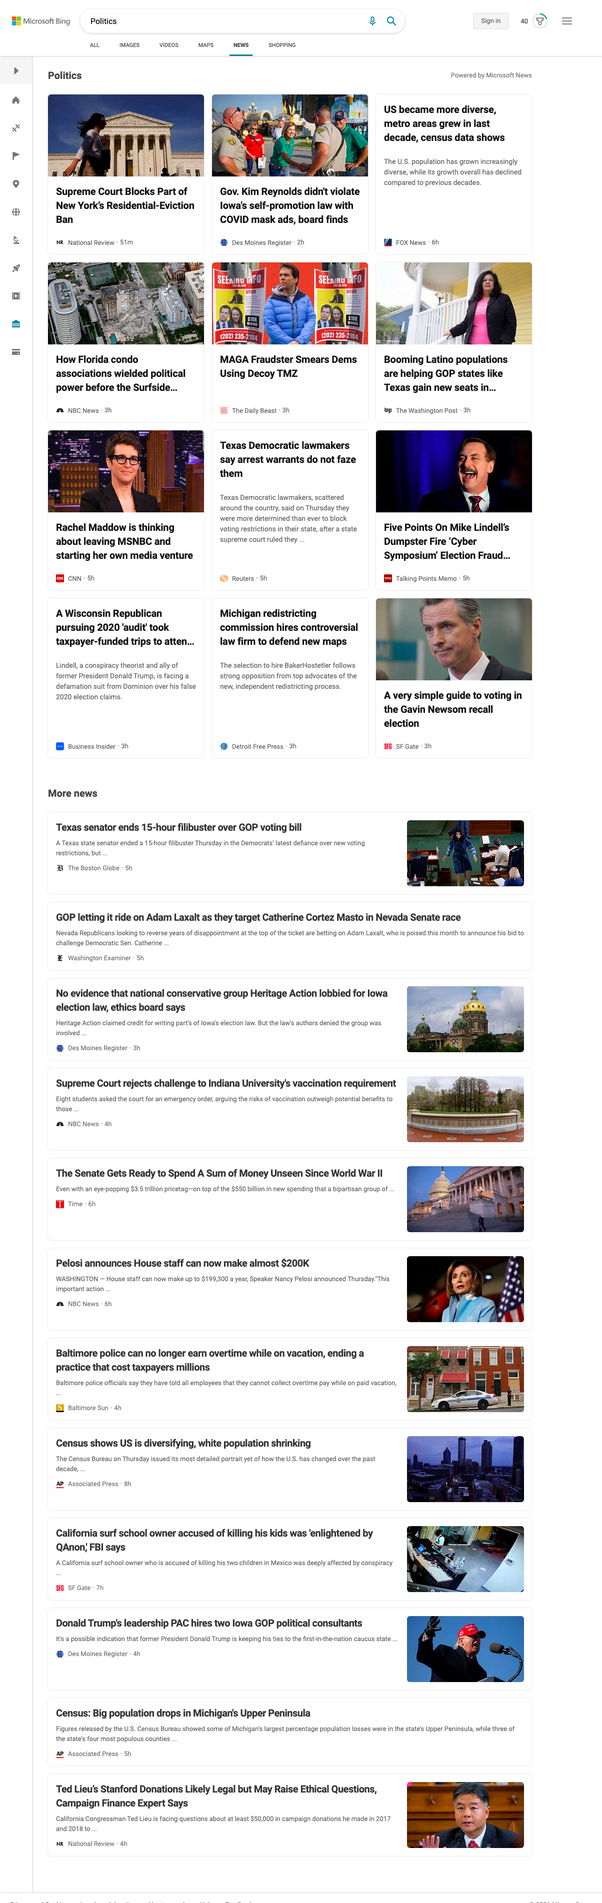 Microsoft Bing
Politics
Sign in
40
ALL IMAGES VIDEOS MAPS NEWS SHOPPING
Politics
Powered by Microsoft News
Supreme Court Blocks Part of
New York's Residential-Eviction
Ban
National Review · 51m
Gov. Kim Reynolds didn't violate
Iowa's self-promotion law with
COVID mask ads, board finds
Des Moines Register · 2h
US became more diverse,
metro areas grew in last
decade, census data shows
The U.S. population has grown increasingly
diverse, while its growth overall has declined
compared to previous decades.
FOX News · 6h
How Florida condo
associations wielded political
power before the Surfside...
NBC News · 3h
SEEKING INFO
SEEKING INFO
MAGA Fraudster Smears Dems
Using Decoy TMZ
The Daily Beast · 3h
Booming Latino populations
are helping GOP states like
Texas gain new seats in...
The Washington Post · 3h
Rachel Maddow is thinking
about leaving MSNBC and
starting her own media venture
CNN · 5h
Texas Democratic lawmakers
say arrest warrants do not faze
them
Texas Democratic lawmakers, scattered
around the country, said on Thursday they
were more determined than ever to block
voting restrictions in their state, after a state
supreme court ruled they ...
Reuters · 5h
Five Points On Mike Lindell's
Dumpster Fire 'Cyber
Symposium' Election Fraud...
Talking Points Memo · 5h
A Wisconsin Republican
pursuing 2020 'audit' took
taxpayer-funded trips to atten...
Lindell, a conspiracy theorist and ally of
former President Donald Trump, is facing a
defamation suit from Dominion over his false
2020 election claims.
Business Insider · 3h
Michigan redistricting
commission hires controversial
law firm to defend new maps
The selection to hire BakerHostetler follows
strong opposition from top advocates of the
new, independent redistricting process.
Detroit Free Press · 3h
A very simple guide to voting in
the Gavin Newsom recall
election
SF Gate · 3h
More news
Texas senator ends 15-hour filibuster over GOP voting bill
A Texas state senator ended a 15-hour filibuster Thursday in the Democrats' latest defiance over new voting
restrictions, but ...
The Boston Globe · 5h
GOP letting it ride on Adam Laxalt as they target Catherine Cortez Masto in Nevada Senate race
Nevada Republicans looking to reverse years of disappointment at the top of the ticket are betting on Adam Laxalt, who is poised this month to announce his bid to
challenge Democratic Sen. Catherine ...
Washington Examiner · 5h
No evidence that national conservative group Heritage Action lobbied for Iowa
election law, ethics board says
Heritage Action claimed credit for writing part's of Iowa's election law. But the law's authors denied the group was
involved ...
Des Moines Register · 3h
Supreme Court rejects challenge to Indiana University's vaccination requirement
Eight students asked the court for an emergency order, arguing the risks of vaccination outweigh potential benefits to
those ...
NBC News · 4h
The Senate Gets Ready to Spend A Sum of Money Unseen Since World War II
Even with an eye-popping $3.5 trillion pricetag—on top of the $550 billion in new spending that a bipartisan group of ...
Time · 6h
Pelosi announces House staff can now make almost $200K
WASHINGTON — House staff can now make up to $199,300 a year, Speaker Nancy Pelosi announced Thursday."This
important action ...
NBC News · 6h
Baltimore police can no longer earn overtime while on vacation, ending a
practice that cost taxpayers millions
Baltimore police officials say they have told all employees that they cannot collect overtime pay while on paid vacation,
...
Baltimore Sun · 4h
Census shows US is diversifying, white population shrinking
The Census Bureau on Thursday issued its most detailed portrait yet of how the U.S. has changed over the past
decade, ...
Associated Press · 8h
California surf school owner accused of killing his kids was 'enlightened by
QAnon,' FBI says
A California surf school owner who is accused of killing his two children in Mexico was deeply affected by conspiracy
...
SF Gate · 7h
Donald Trump's leadership PAC hires two Iowa GOP political consultants
It's a possible indication that former President Donald Trump is keeping his ties to the first-in-the-nation caucus state ...
Des Moines Register · 4h
Census: Big population drops in Michigan's Upper Peninsula
Figures released by the U.S. Census Bureau showed some of Michigan's largest percentage population losses were in the state's Upper Peninsula, while three of
the state's four most populous counties ...
Associated Press · 5h
Ted Lieu's Stanford Donations Likely Legal but May Raise Ethical Questions,
Campaign Finance Expert Says
California Congressman Ted Lieu is facing questions about at least $50,000 in campaign donations he made in 2017
and 2018 to ...
National Review · 4h